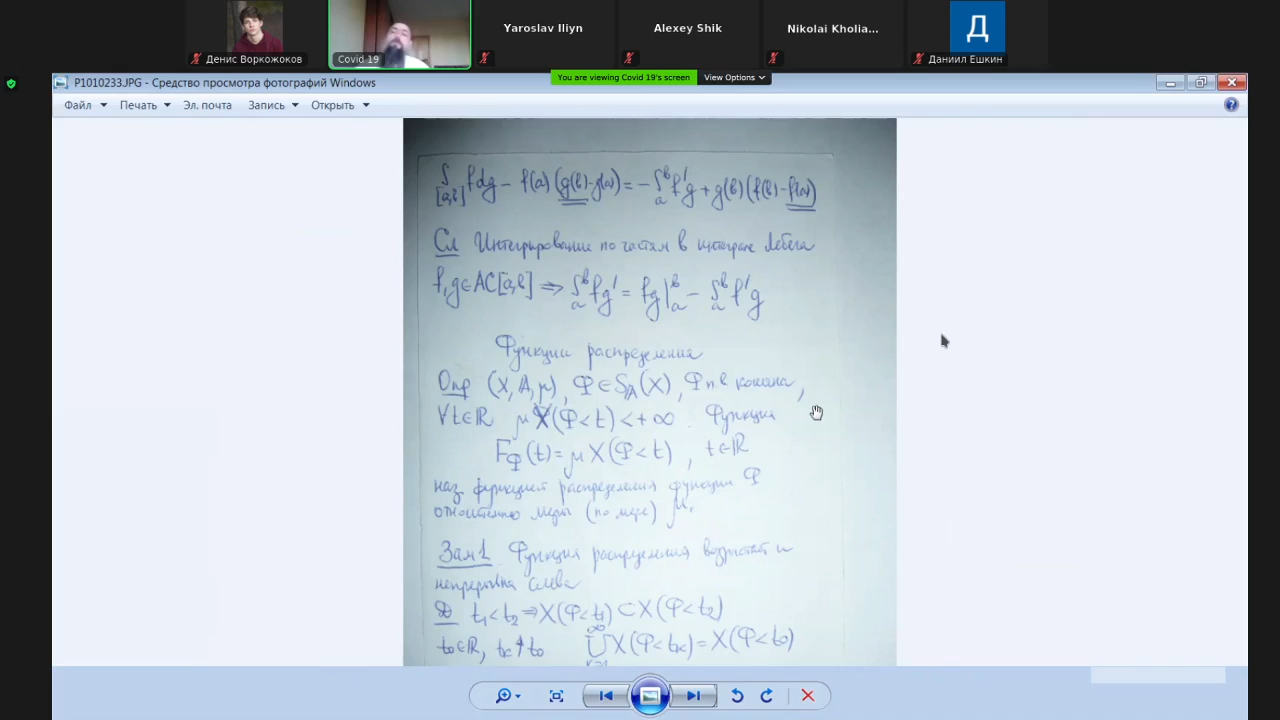 Денис Воркожоков
Covid 19
Yaroslav Iliyn
Alexey Shik
Nikolai Kholia...
Д
Даниил Ешкин
P1010233.JPG - Средство просмотра фотографий Windows
You are viewing Covid 19's screen
View Options
Файл Печать Эл. почта Запись Открыть
∫[a,b] f dg − f(a)(g(b)−g(a)) = −∫ₐᵇ f'g + g(b)(f(b)−f(a))
Сл Интегрирование по частям в интеграле Лебега
f,g∈AC[a,b] ⇒ ∫ₐᵇ fg' = fg|ₐᵇ − ∫ₐᵇ f'g
Функции распределения
Опр (X, A, μ), Φ∈S_A(X), Φ п.в. конечна,
∀t∈ℝ μX(Φ<t)<+∞. Функция
F_Φ(t)=μX(Φ<t), t∈ℝ
наз функцией распределения функции Φ
относительно меры (по мере) μ.
Зам1 Функция распределения возрастает и
непрерывна слева
Д t₁<t₂ ⇒ X(Φ<t₁)⊂X(Φ<t₂)
t₀∈ℝ, tₖ↑t₀ ⋃ₖ₌₁^∞ X(Φ<tₖ)=X(Φ<t₀)